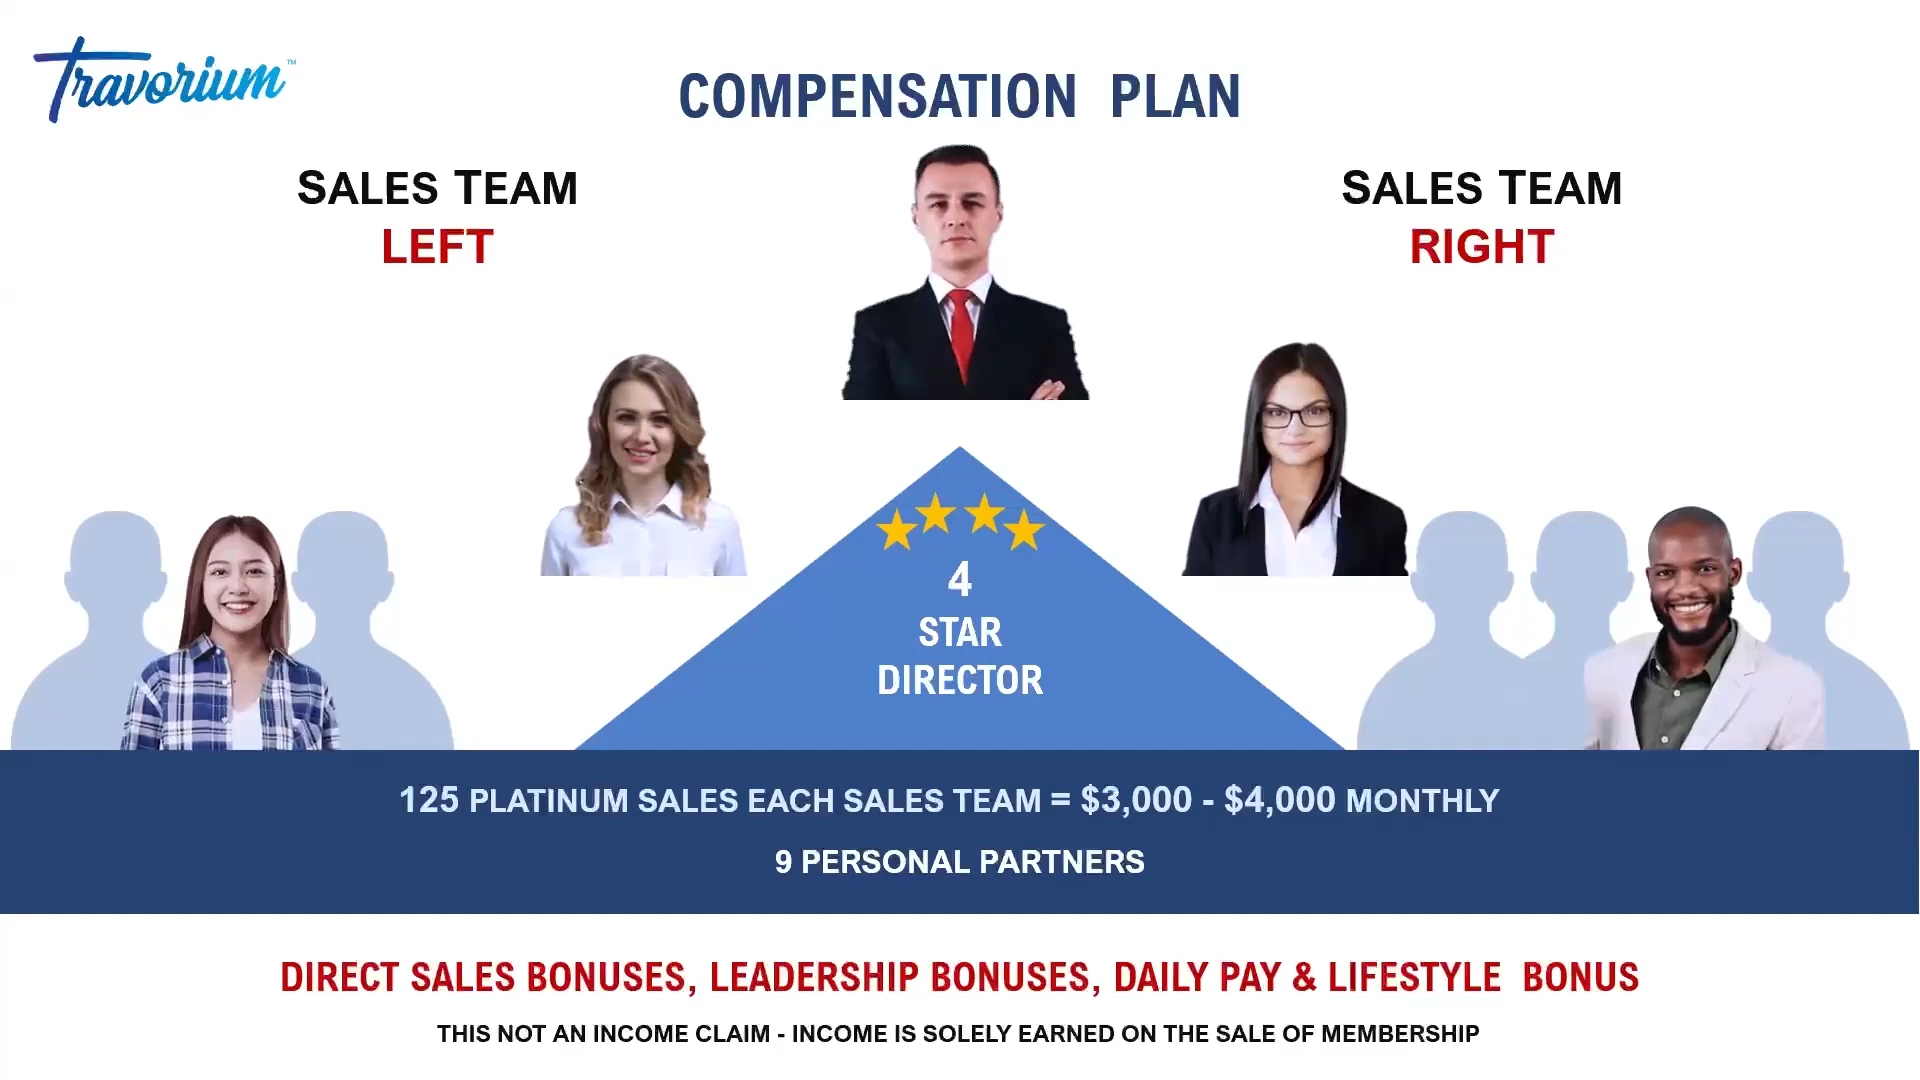 Travorium™
COMPENSATION PLAN
SALES TEAM
LEFT
SALES TEAM
RIGHT
4
STAR
DIRECTOR
125 PLATINUM SALES EACH SALES TEAM = $3,000 - $4,000 MONTHLY
9 PERSONAL PARTNERS
DIRECT SALES BONUSES, LEADERSHIP BONUSES, DAILY PAY & LIFESTYLE BONUS
THIS NOT AN INCOME CLAIM - INCOME IS SOLELY EARNED ON THE SALE OF MEMBERSHIP